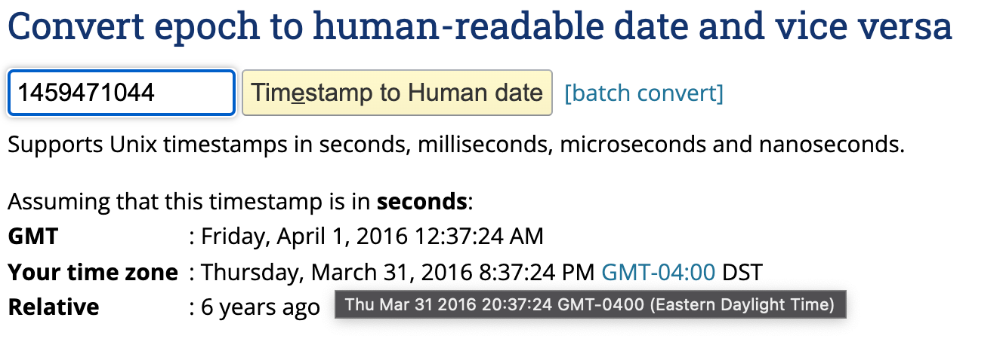 Convert epoch to human-readable date and vice versa
1459471044 Timestamp to Human date [batch convert]
Supports Unix timestamps in seconds, milliseconds, microseconds and nanoseconds.
Assuming that this timestamp is in seconds:
GMT : Friday, April 1, 2016 12:37:24 AM
Your time zone : Thursday, March 31, 2016 8:37:24 PM GMT-04:00 DST
Relative : 6 years ago Thu Mar 31 2016 20:37:24 GMT-0400 (Eastern Daylight Time)